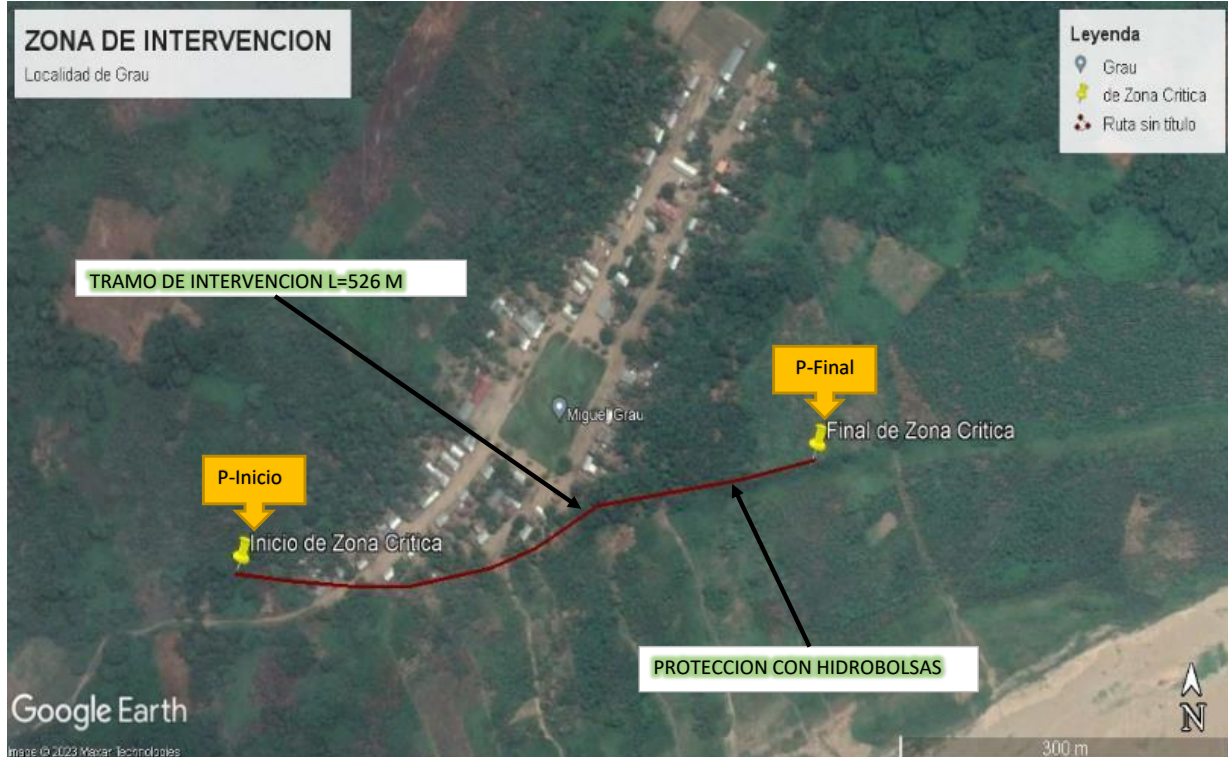 ZONA DE INTERVENCION
Localidad de Grau
Leyenda
Grau
de Zona Critica
Ruta sin título
TRAMO DE INTERVENCION L=526 M
P-Final
Miguel Grau
Final de Zona Critica
P-Inicio
Inicio de Zona Critica
PROTECCION CON HIDROBOLSAS
Google Earth
N
Image © 2023 Maxar Technologies
300 m